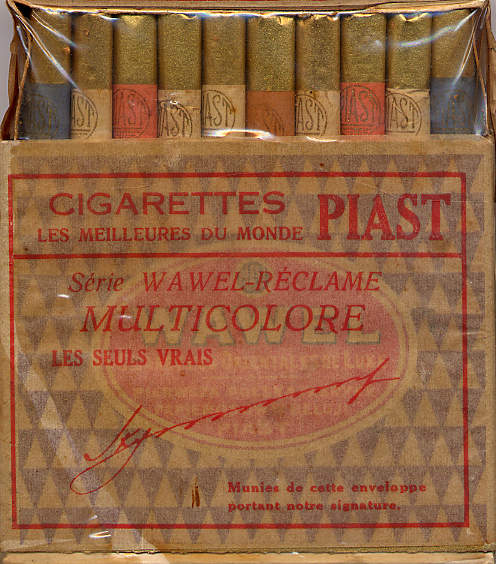 PIAST
PIAST
PIAST
PIAST
PIAST
PIAST
PIAST
CIGARETTES
LES MEILLEURES DU MONDE PIAST
Série WAWEL-RÉCLAME
MULTICOLORE
WAWEL
LES SEULS VRAIS
Munies de cette enveloppe
portant notre signature.